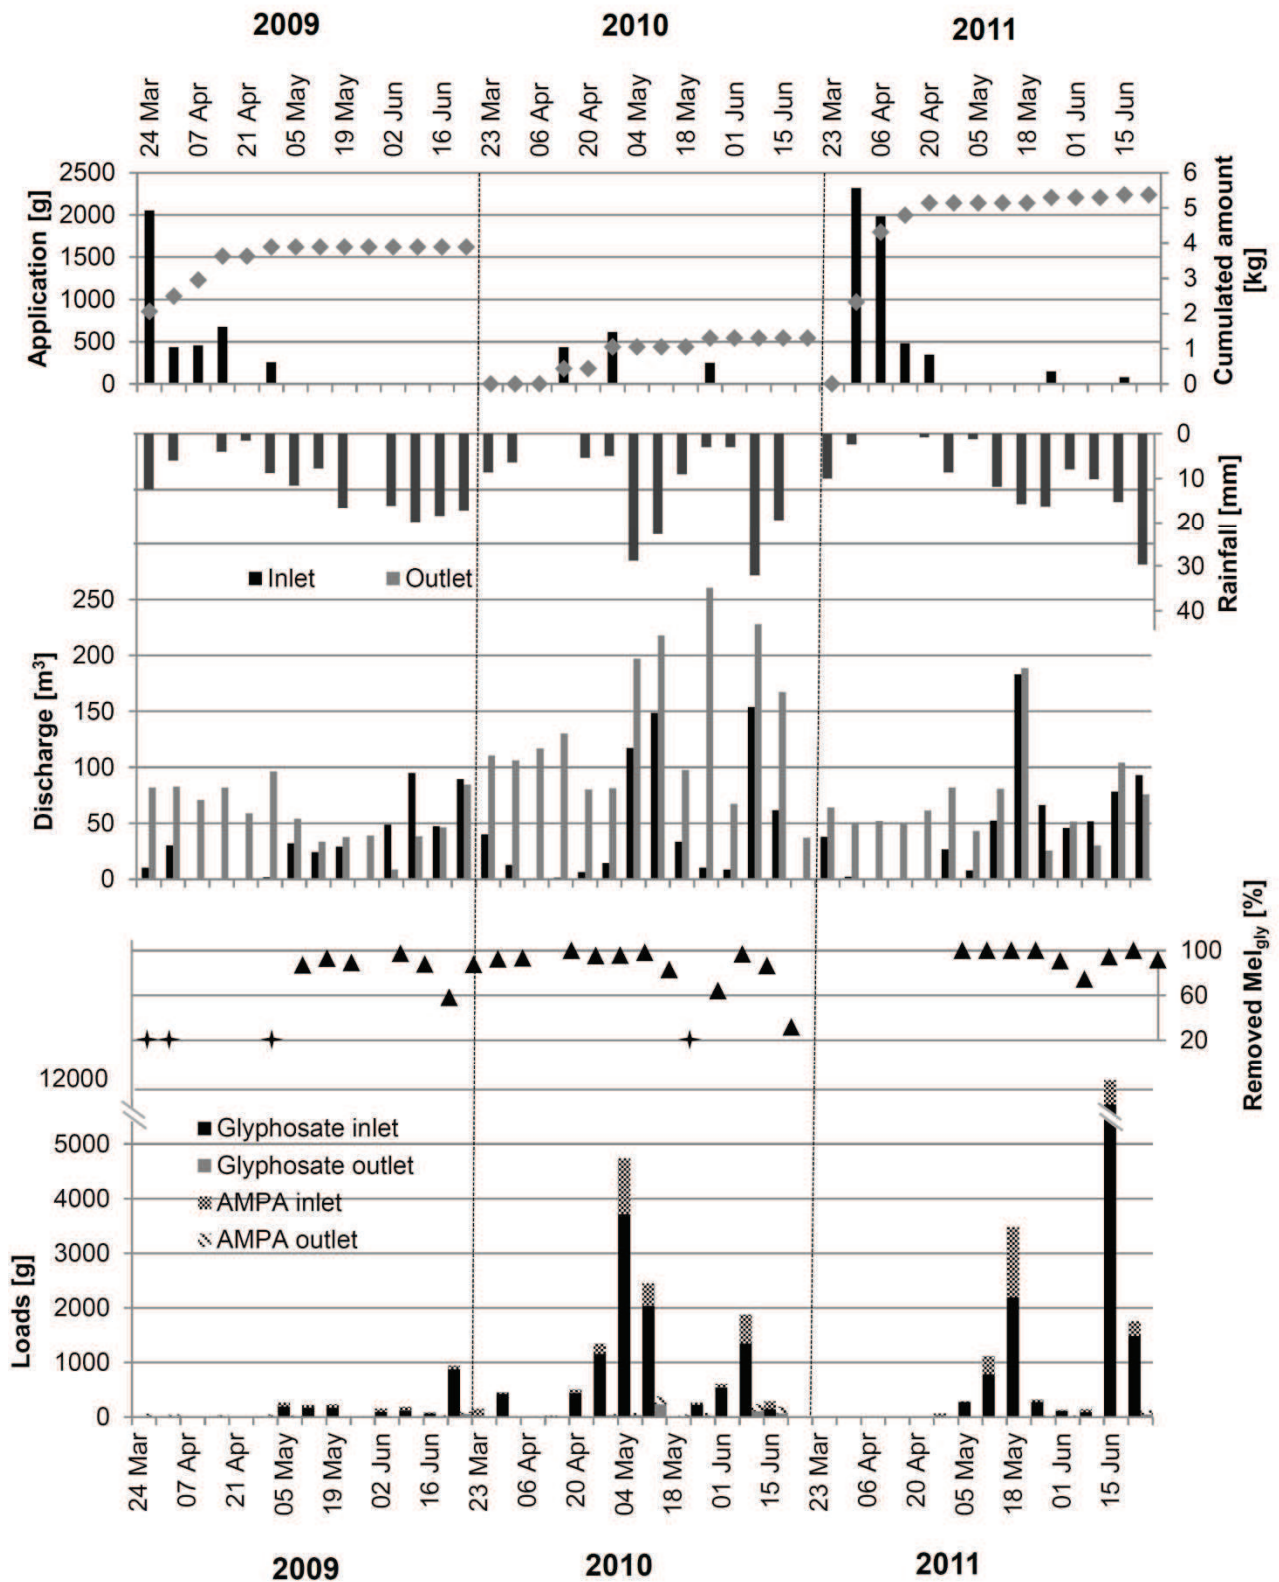 2009 2010 2011
24 Mar 07 Apr 21 Apr 05 May 19 May 02 Jun 16 Jun 23 Mar 06 Apr 20 Apr 04 May 18 May 01 Jun 15 Jun 23 Mar 06 Apr 20 Apr 05 May 18 May 01 Jun 15 Jun
Application [g]
2500
2000
1500
1000
500
0
6
5
4
3
2
1
0
Cumulated amount
[kg]
0
10
20
30
40
Rainfall [mm]
Inlet Outlet
Discharge [m³]
250
200
150
100
50
0
100
60
20
Removed Mel gly [%]
12000
5000
4000
3000
2000
1000
0
Loads [g]
Glyphosate inlet
Glyphosate outlet
AMPA inlet
AMPA outlet
24 Mar 07 Apr 21 Apr 05 May 19 May 02 Jun 16 Jun 23 Mar 06 Apr 20 Apr 04 May 18 May 01 Jun 15 Jun 23 Mar 06 Apr 20 Apr 05 May 18 May 01 Jun 15 Jun
2009 2010 2011